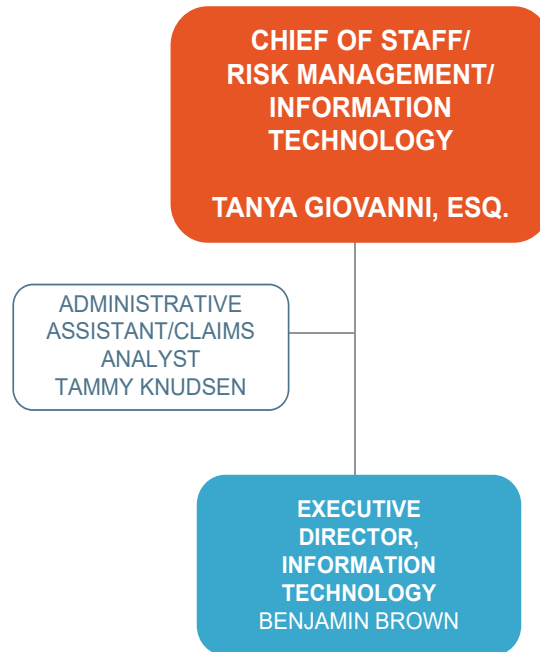 CHIEF OF STAFF/
RISK MANAGEMENT/
INFORMATION
TECHNOLOGY
TANYA GIOVANNI, ESQ.
ADMINISTRATIVE
ASSISTANT/CLAIMS
ANALYST
TAMMY KNUDSEN
EXECUTIVE
DIRECTOR,
INFORMATION
TECHNOLOGY
BENJAMIN BROWN